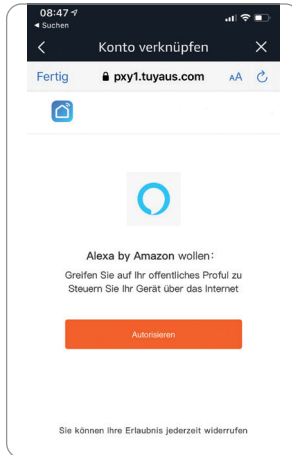 08:47
◄ Suchen
Konto verknüpfen
Fertig pxy1.tuyaus.com AA
Alexa by Amazon wollen:
Greifen Sie auf Ihr offentliches Proful zu
Steuern Sie Ihr Gerät über das Internet
Autorisieren
Sie können Ihre Erlaubnis jederzeit widerrufen